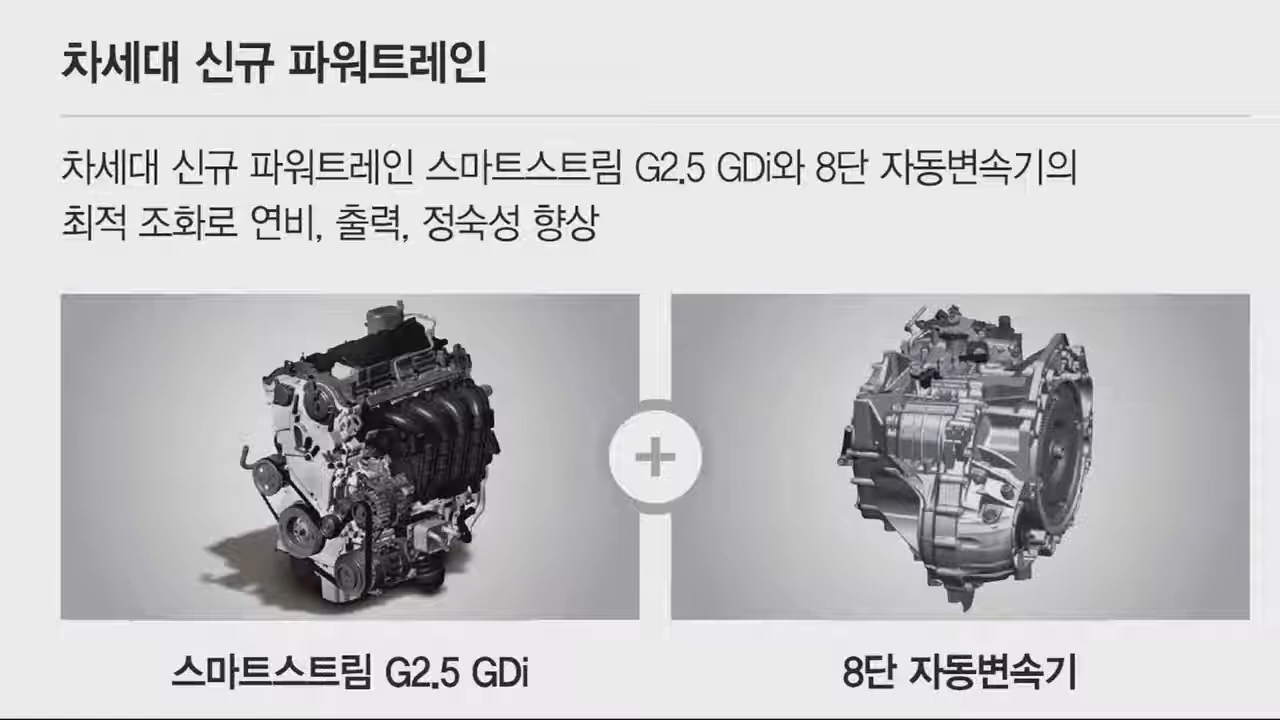 차세대 신규 파워트레인
차세대 신규 파워트레인 스마트스트림 G2.5 GDi와 8단 자동변속기의
최적 조화로 연비, 출력, 정숙성 향상
스마트스트림 G2.5 GDi
8단 자동변속기